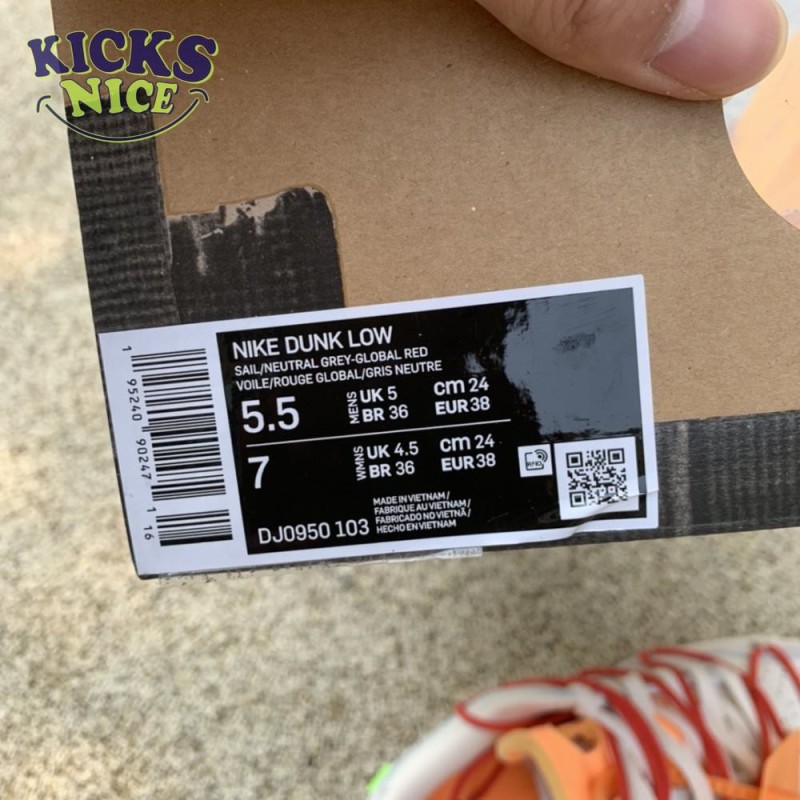 KICKS
NICE
NIKE DUNK LOW
SAIL/NEUTRAL GREY-GLOBAL RED
VOILE/ROUGE GLOBAL/GRIS NEUTRE
5.5 MENS UK 5 cm 24
BR 36 EUR 38
7 WMNS UK 4.5 cm 24
BR 36 EUR 38
DJ0950 103
MADE IN VIETNAM/
FABRIQUE AU VIETNAM/
FABRICADO NO VIETNÃ/
HECHO EN VIETNAM
RFID
1 95240 90247 16